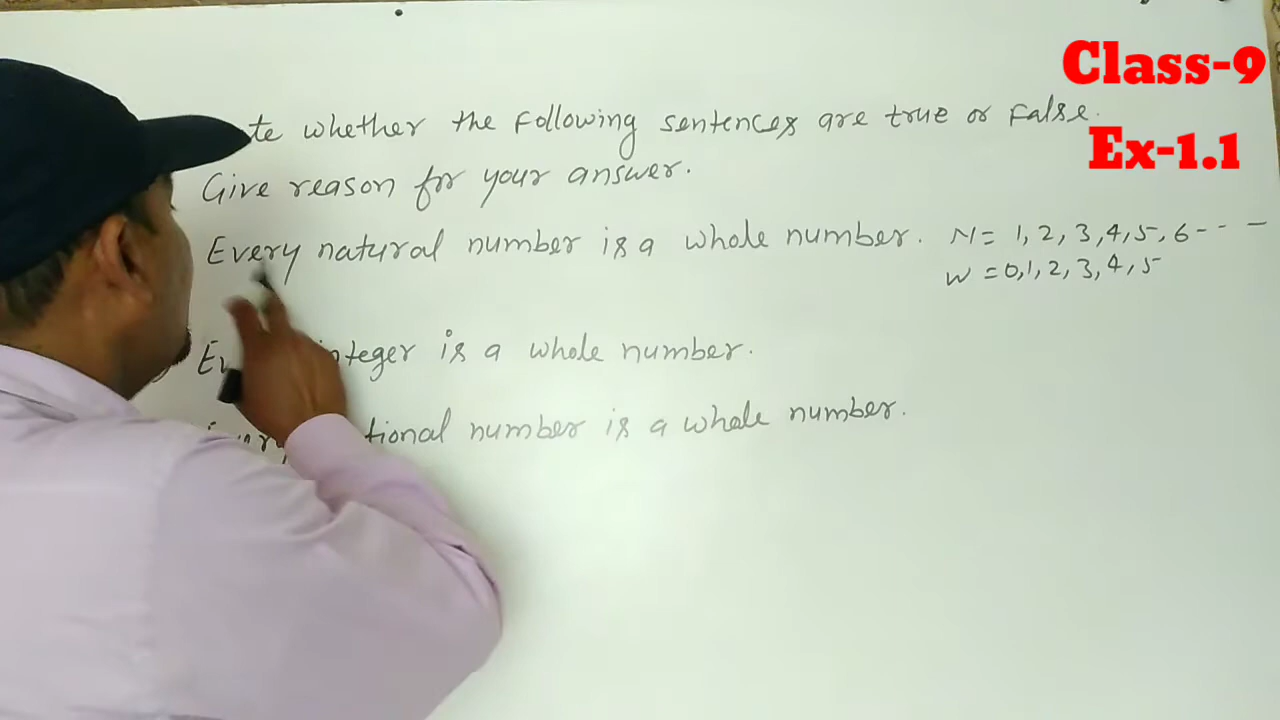 Class-9
Ex-1.1
te whether the following sentences are true or False.
Give reason for your answer.
Every natural number is a whole number. N = 1, 2, 3, 4, 5, 6 - - -
W = 0, 1, 2, 3, 4, 5
integer is a whole number.
tional number is a whole number.